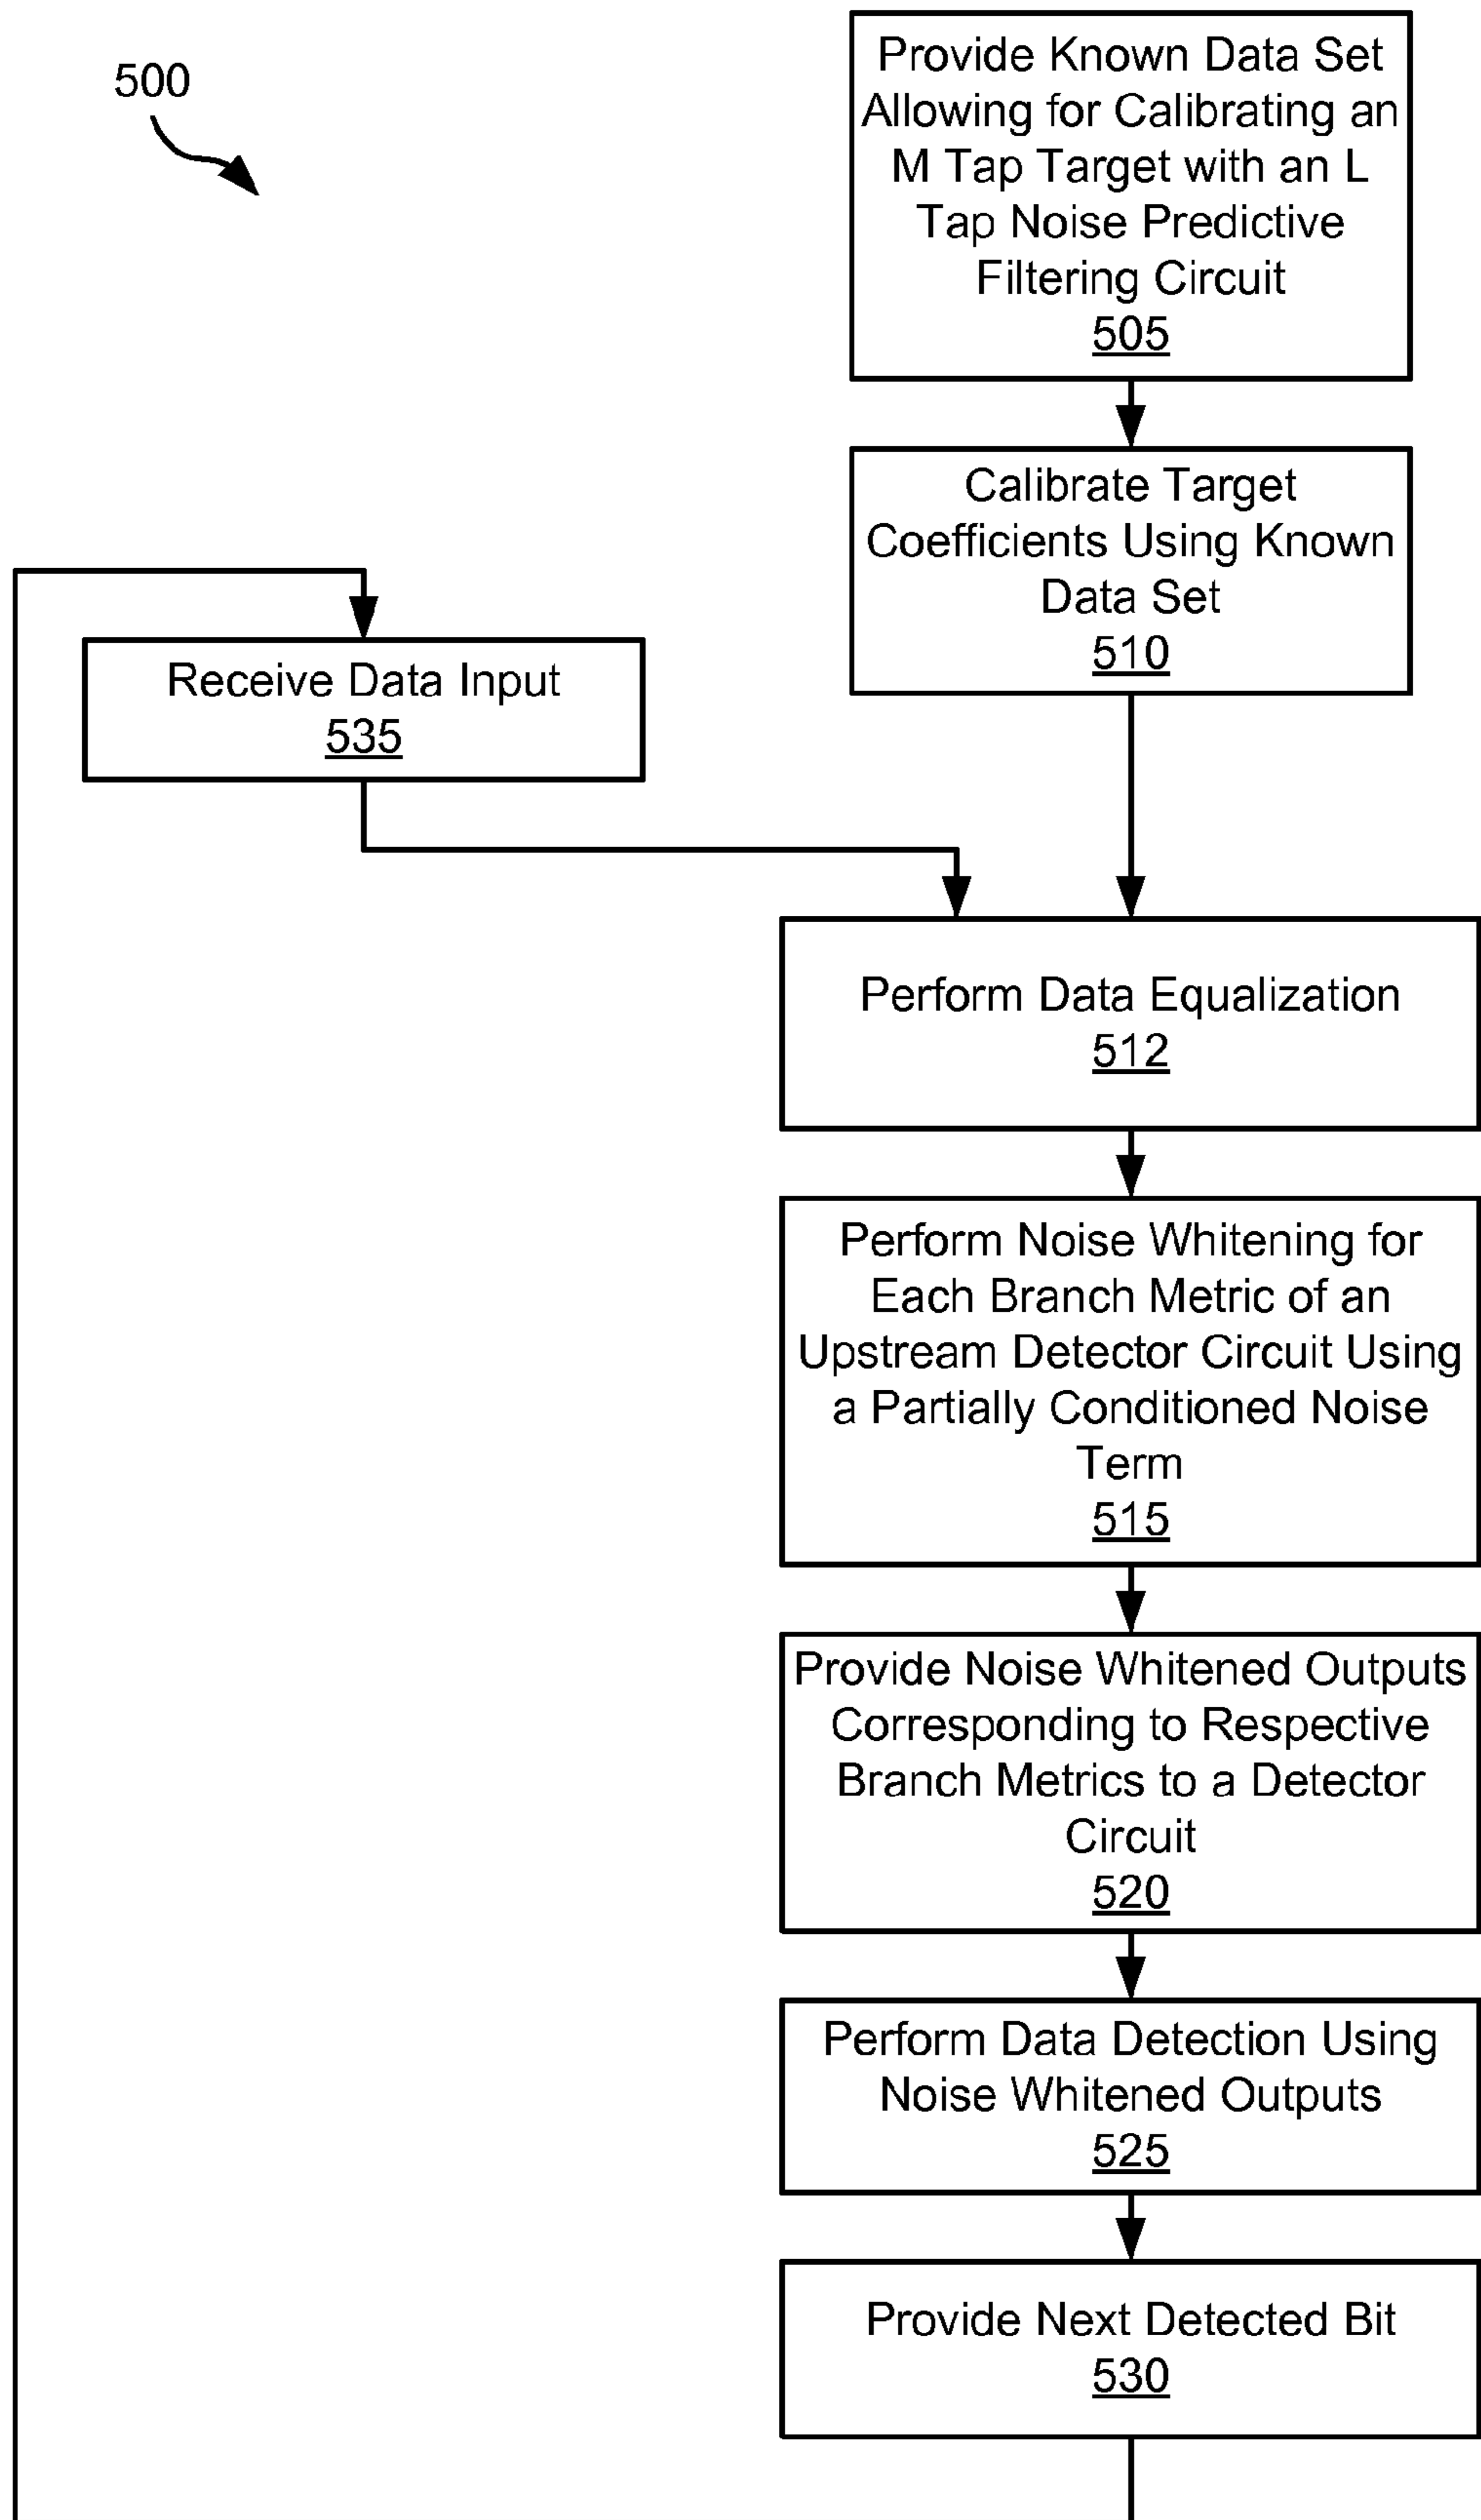 500
Provide Known Data Set
Allowing for Calibrating an
M Tap Target with an L
Tap Noise Predictive
Filtering Circuit
505
Calibrate Target
Coefficients Using Known
Data Set
510
Receive Data Input
535
Perform Data Equalization
512
Perform Noise Whitening for
Each Branch Metric of an
Upstream Detector Circuit Using
a Partially Conditioned Noise
Term
515
Provide Noise Whitened Outputs
Corresponding to Respective
Branch Metrics to a Detector
Circuit
520
Perform Data Detection Using
Noise Whitened Outputs
525
Provide Next Detected Bit
530